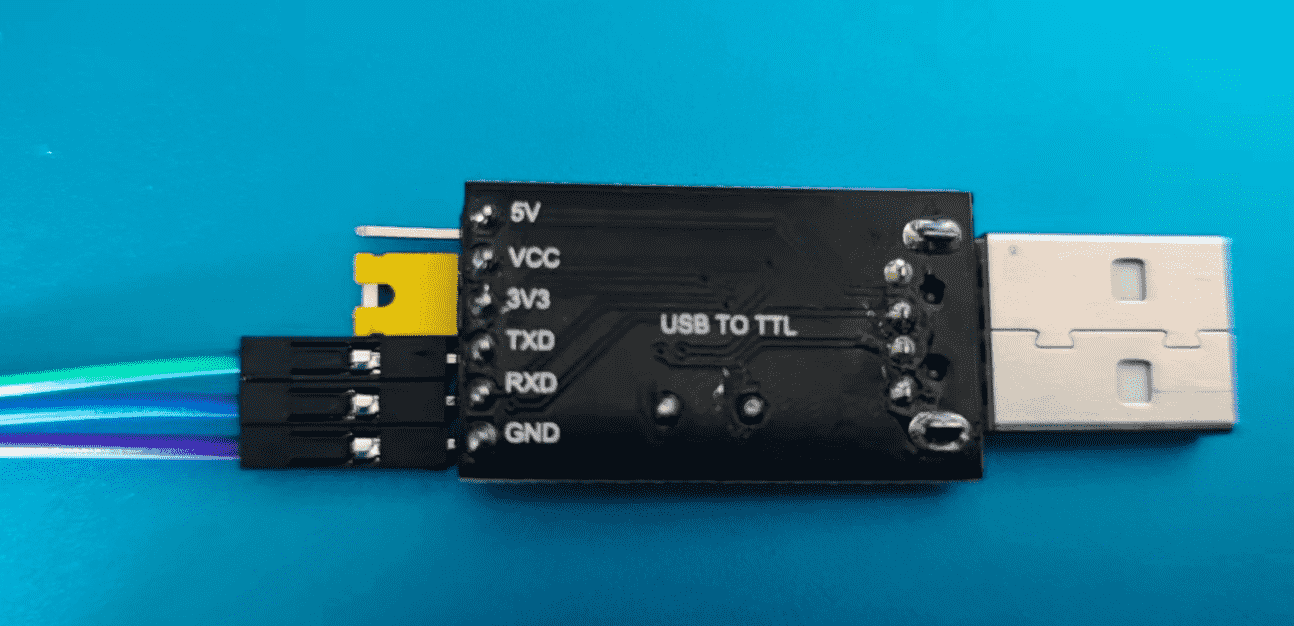 5V
VCC
3V3
TXD
RXD
GND
USB TO TTL